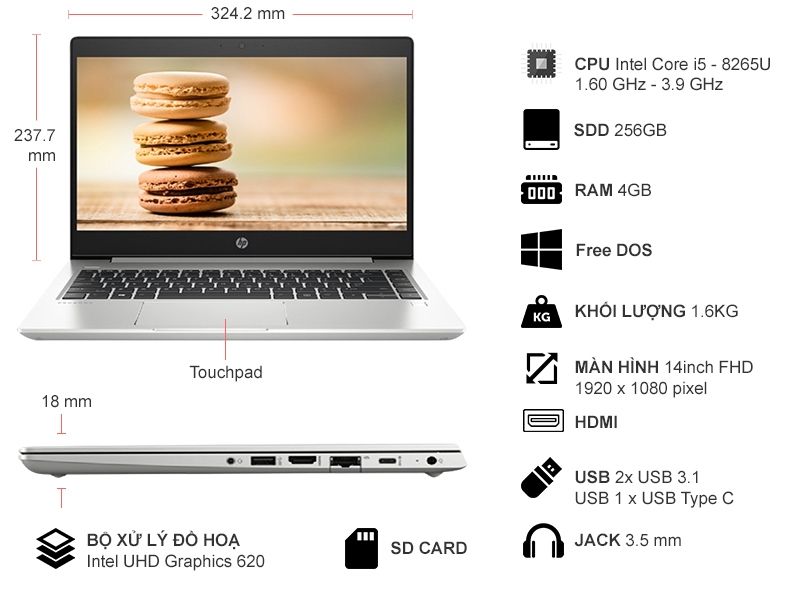 324.2 mm
237.7
mm
hp
Touchpad
18 mm
CPU Intel Core i5 - 8265U
1.60 GHz - 3.9 GHz
SDD 256GB
RAM 4GB
Free DOS
KG
KHỐI LƯỢNG 1.6KG
MÀN HÌNH 14inch FHD
1920 x 1080 pixel
HDMI
USB 2x USB 3.1
USB 1 x USB Type C
JACK 3.5 mm
BỘ XỬ LÝ ĐỒ HOẠ
Intel UHD Graphics 620
SD CARD